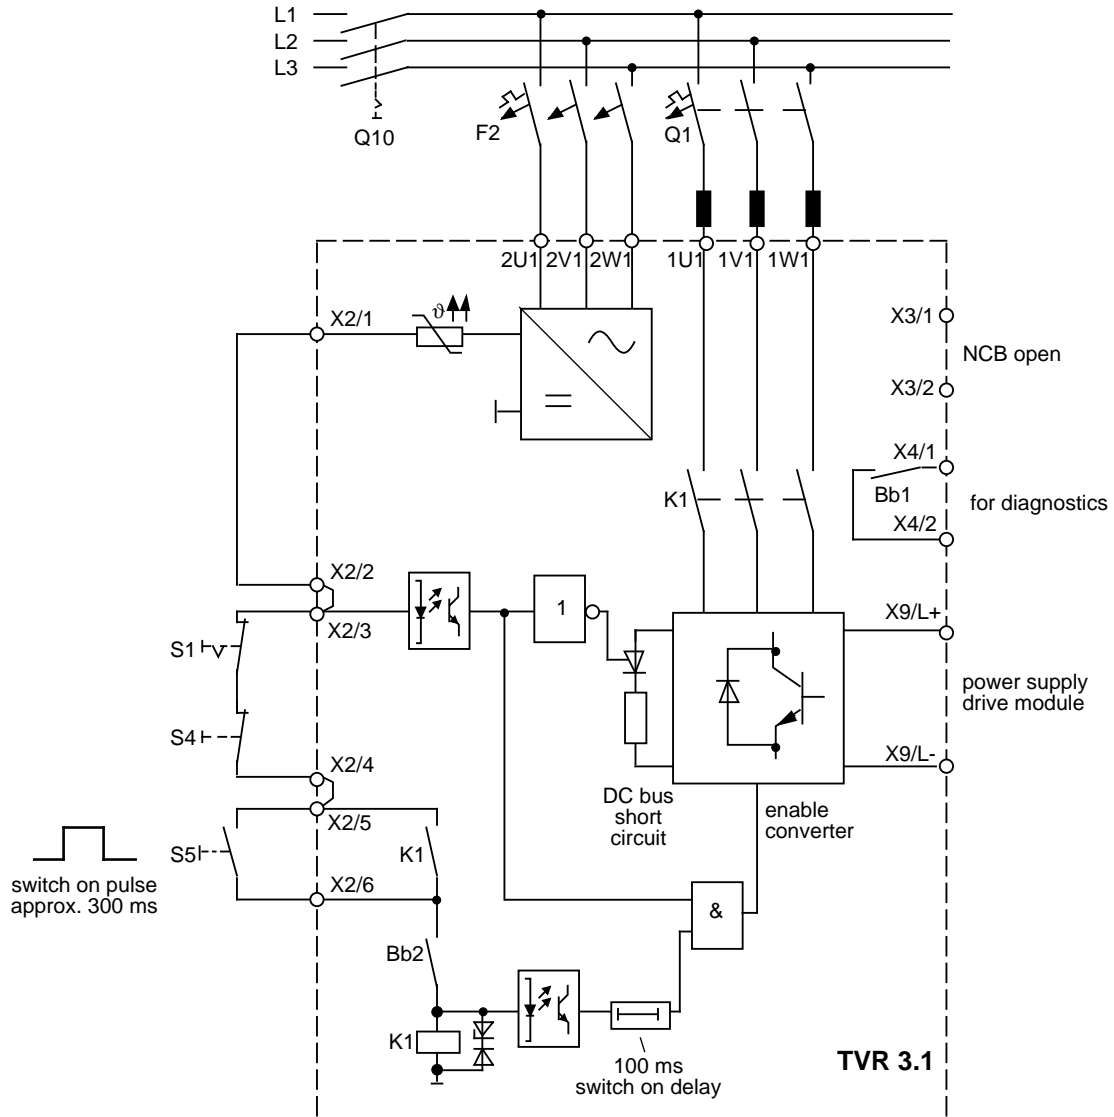 L1
L2
L3
Q10
F2
Q1
2U1
2V1
2W1
1U1
1V1
1W1
X2/1
ϑ
X3/1
NCB open
X3/2
X4/1
Bb1
for diagnostics
X4/2
K1
X2/2
X2/3
1
X9/L+
S1
S4
power supply
drive module
X9/L-
X2/4
X2/5
DC bus
short
circuit
enable
converter
S5
K1
switch on pulse
approx. 300 ms
X2/6
&
Bb2
K1
100 ms
switch on delay
TVR 3.1